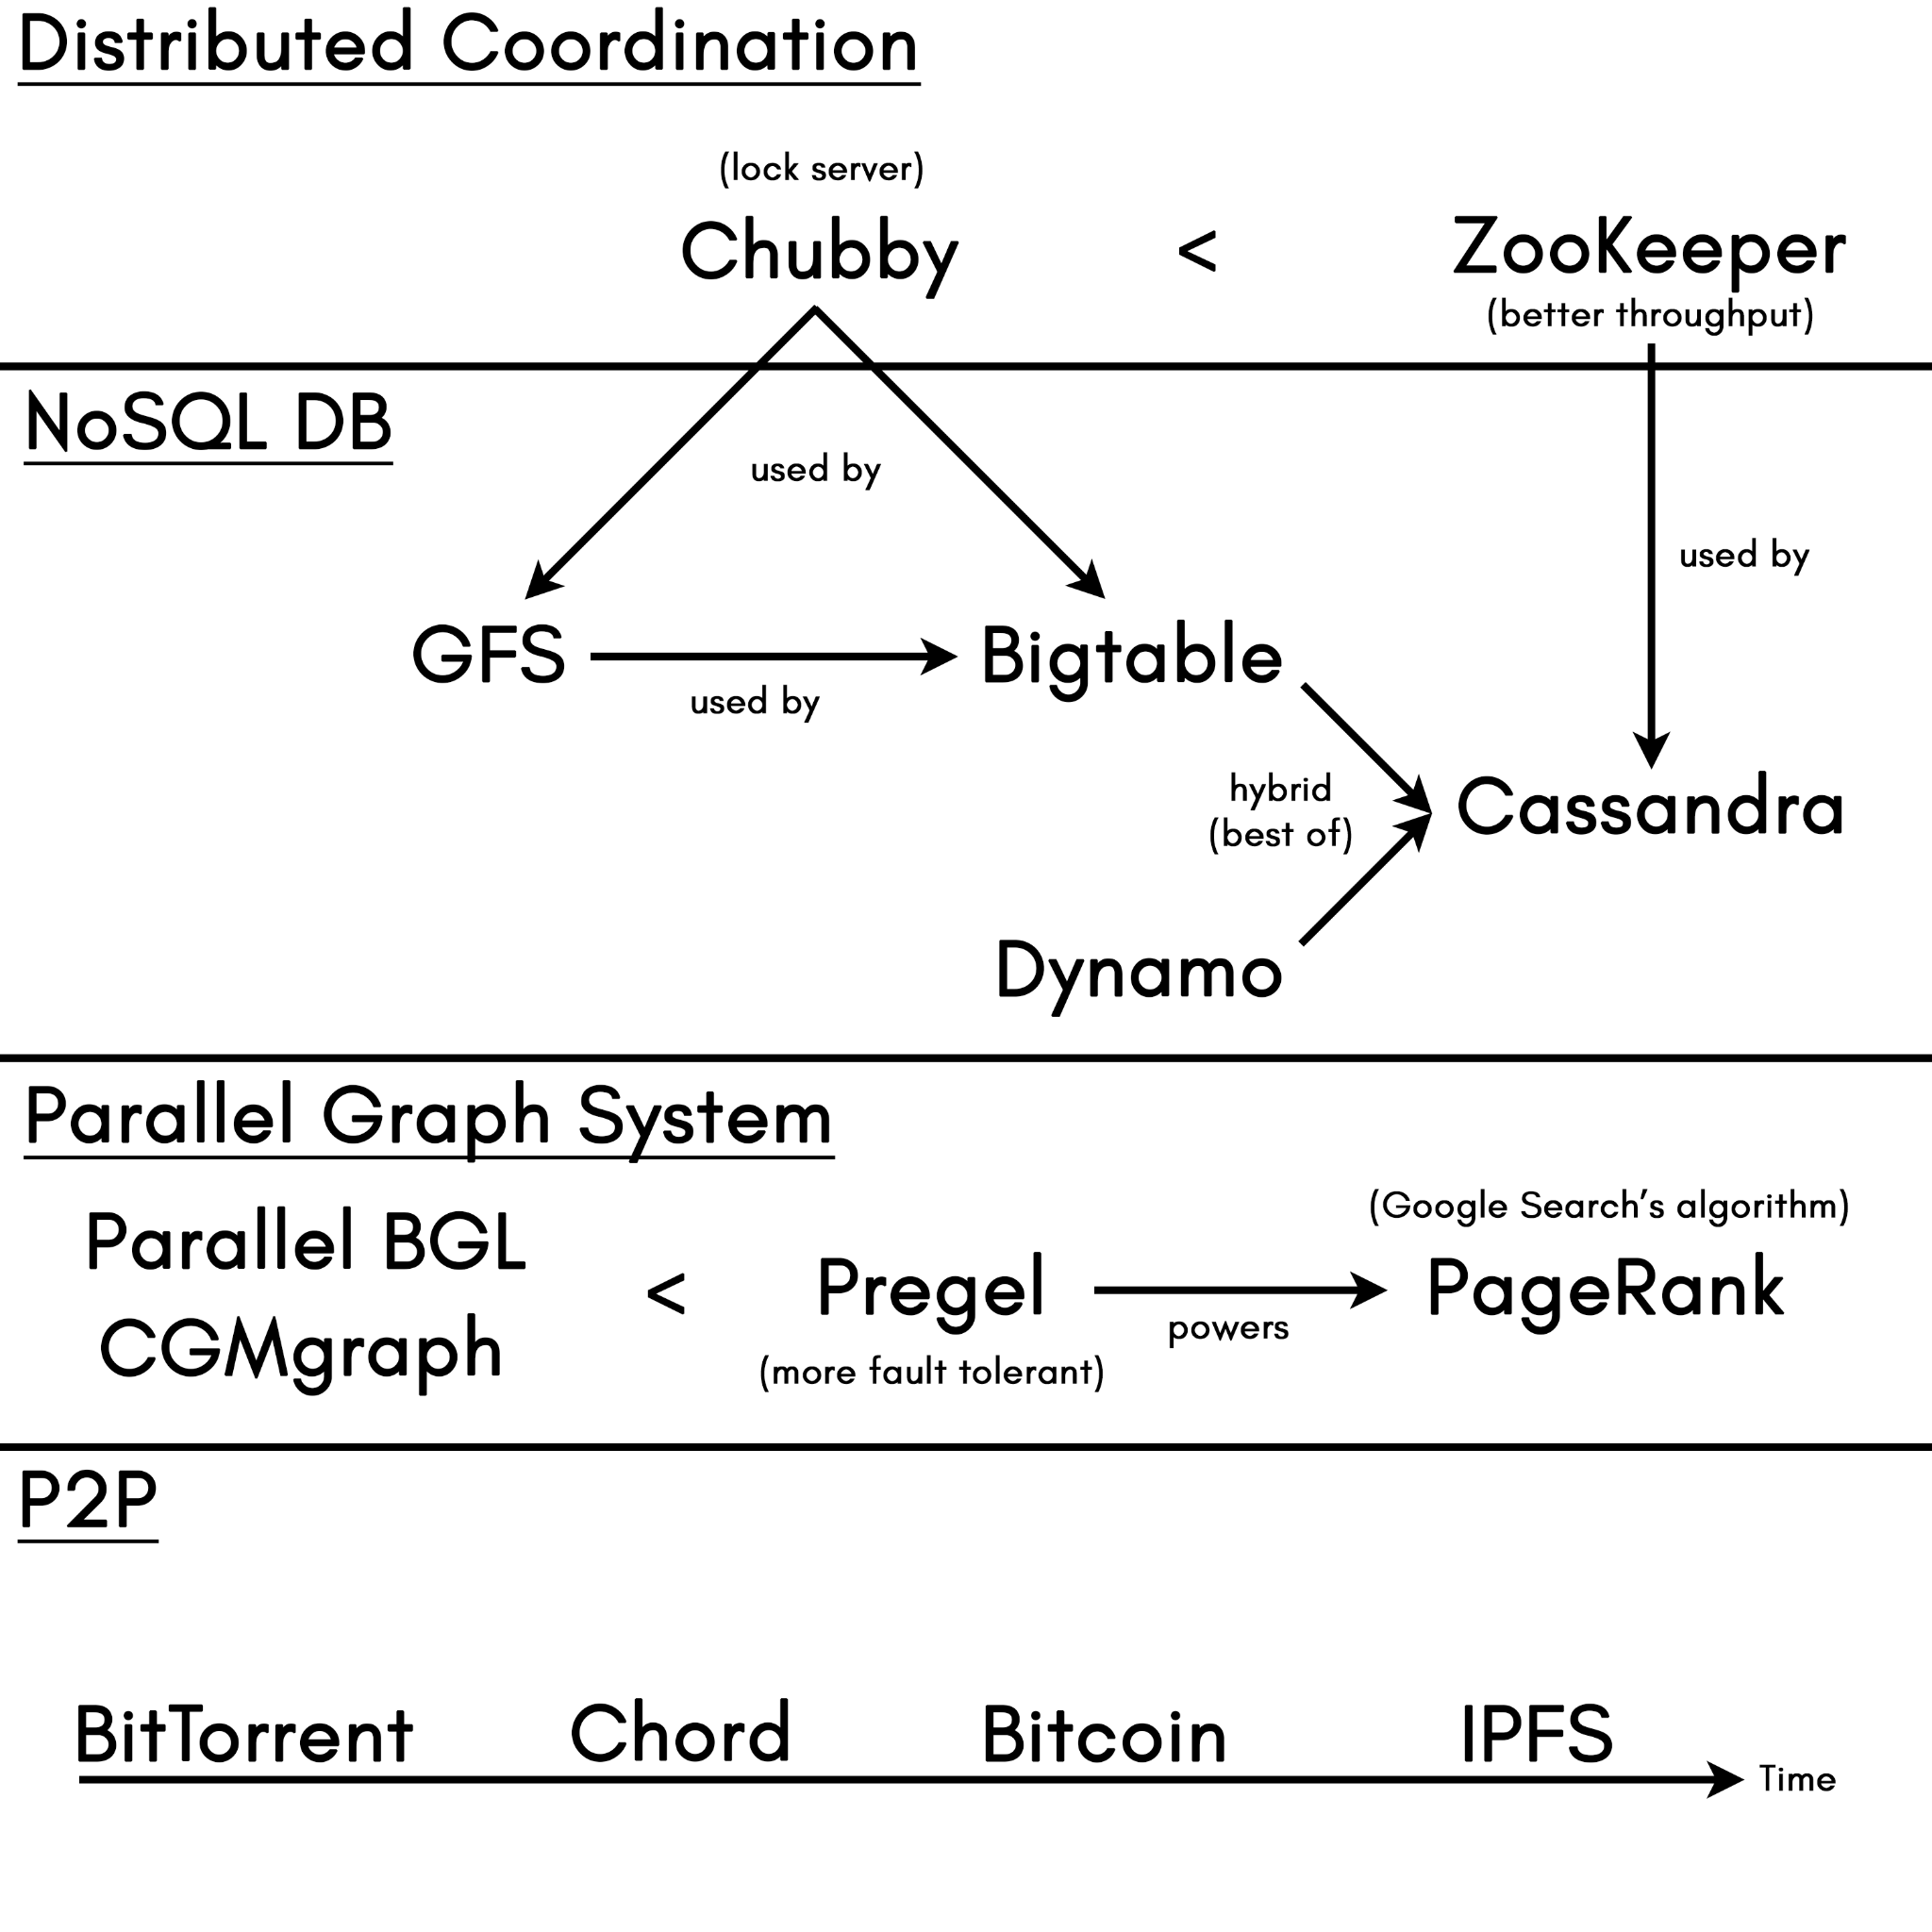 Distributed Coordination
(lock server)
Chubby < ZooKeeper
(better throughput)
NoSQL DB
used by
used by
GFS Bigtable
used by
hybrid
(best of)
Cassandra
Dynamo
Parallel Graph System
(Google Search's algorithm)
Parallel BGL
CGMgraph
< Pregel PageRank
powers
(more fault tolerant)
P2P
BitTorrent Chord Bitcoin IPFS
Time